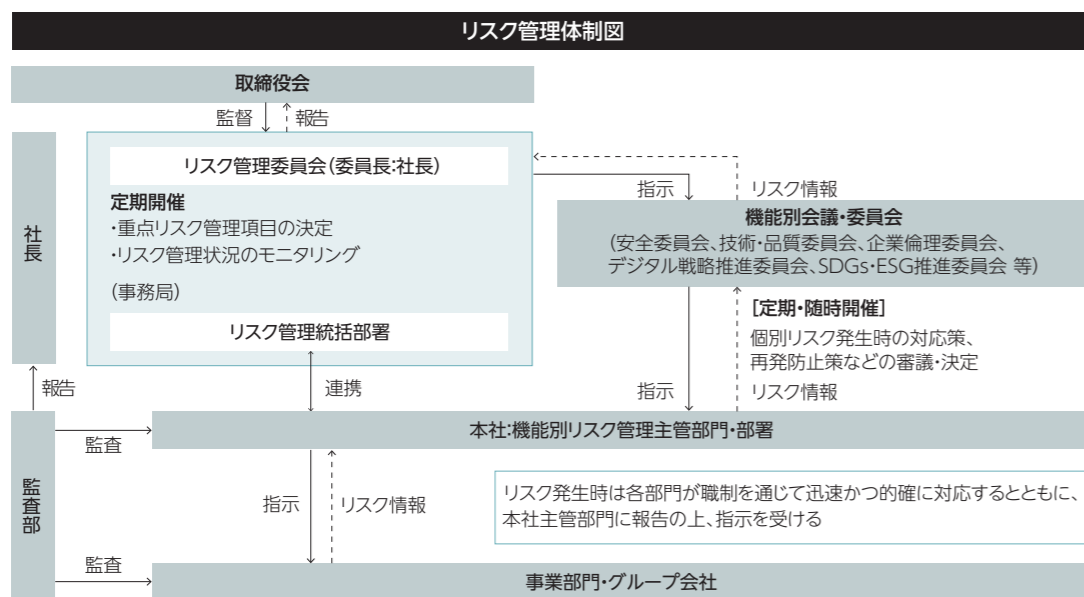 リスク管理体制図
取締役会
監督
報告
社長
リスク管理委員会（委員長：社長）
定期開催
・重点リスク管理項目の決定
・リスク管理状況のモニタリング
（事務局）
リスク管理統括部署
指示
リスク情報
機能別会議・委員会
（安全委員会、技術・品質委員会、企業倫理委員会、
デジタル戦略推進委員会、SDGs・ESG推進委員会 等）
［定期・随時開催］
個別リスク発生時の対応策、
再発防止策などの審議・決定
指示
リスク情報
報告
連携
監査部
監査
本社：機能別リスク管理主管部門・部署
指示
リスク情報
リスク発生時は各部門が職制を通じて迅速かつ的確に対応するとともに、
本社主管部門に報告の上、指示を受ける
監査
事業部門・グループ会社